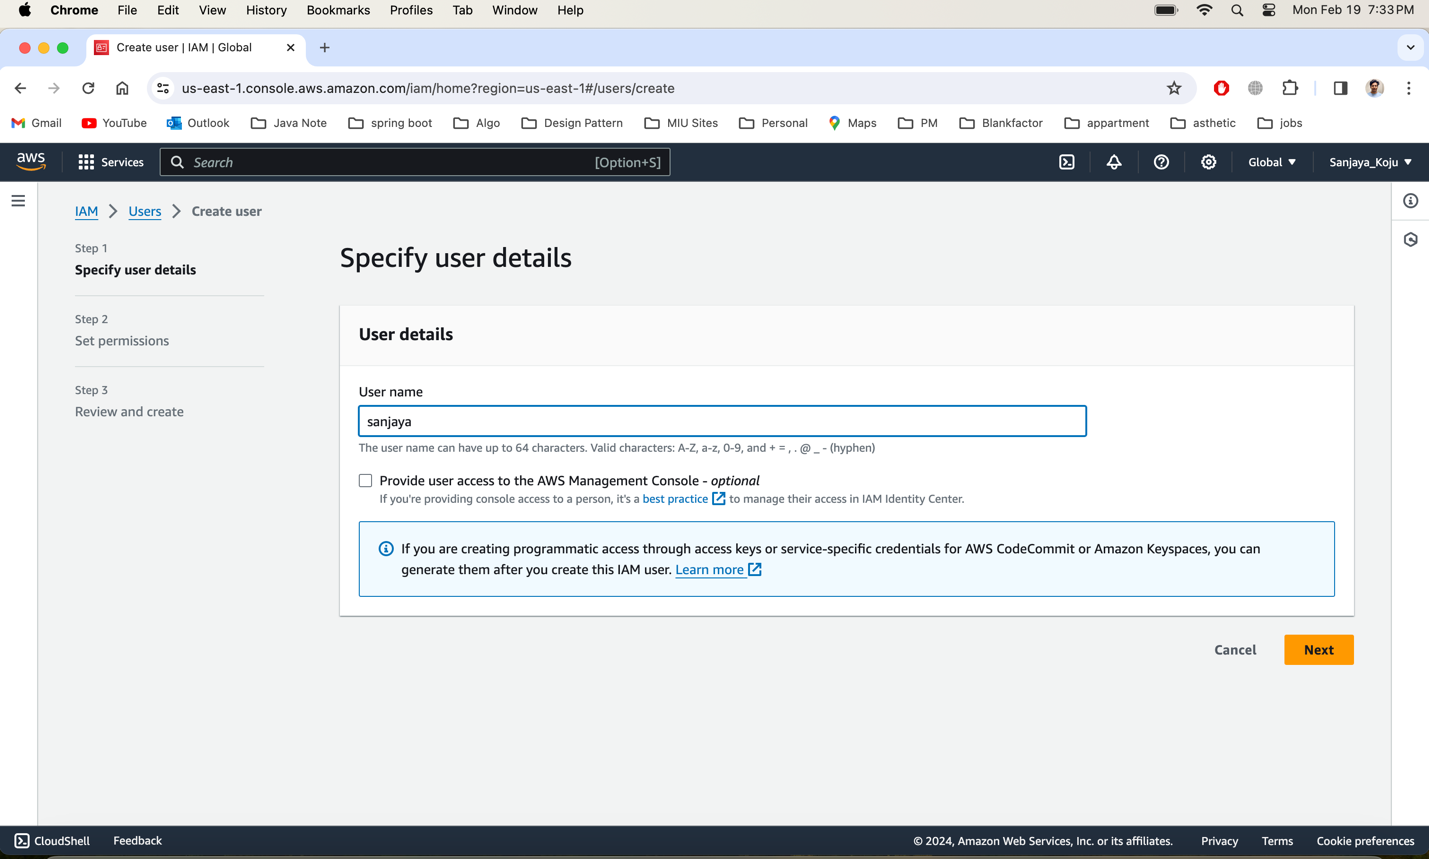 Chrome File Edit View History Bookmarks Profiles Tab Window Help Mon Feb 19 7:33 PM
Create user | IAM | Global
us-east-1.console.aws.amazon.com/iam/home?region=us-east-1#/users/create
Gmail YouTube Outlook Java Note spring boot Algo Design Pattern MIU Sites Personal Maps PM Blankfactor appartment asthetic jobs
aws Services Search [Option+S] Global Sanjaya_Koju
IAM Users Create user
Step 1
Specify user details
Step 2
Set permissions
Step 3
Review and create
Specify user details
User details
User name
sanjaya
The user name can have up to 64 characters. Valid characters: A-Z, a-z, 0-9, and + = , . @ _ - (hyphen)
Provide user access to the AWS Management Console - optional
If you're providing console access to a person, it's a best practice to manage their access in IAM Identity Center.
If you are creating programmatic access through access keys or service-specific credentials for AWS CodeCommit or Amazon Keyspaces, you can
generate them after you create this IAM user. Learn more
Cancel Next
CloudShell Feedback © 2024, Amazon Web Services, Inc. or its affiliates. Privacy Terms Cookie preferences